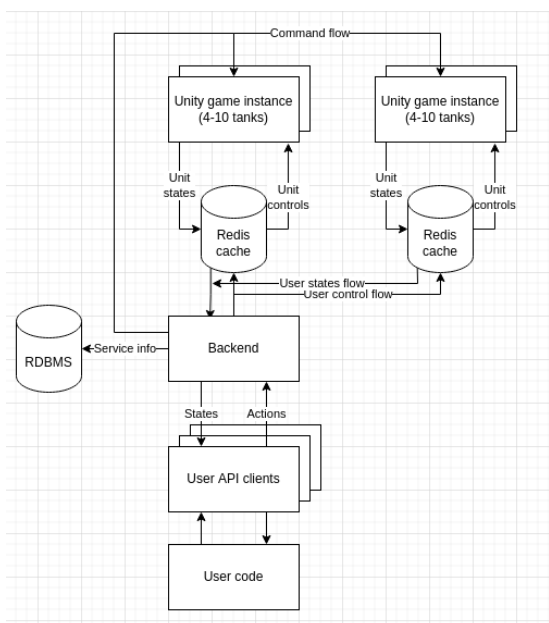 Command flow
Unity game instance
(4-10 tanks)
Unity game instance
(4-10 tanks)
Unit
states
Unit
controls
Unit
states
Unit
controls
Redis
cache
Redis
cache
User states flow
User control flow
RDBMS
Service info
Backend
States
Actions
User API clients
User code